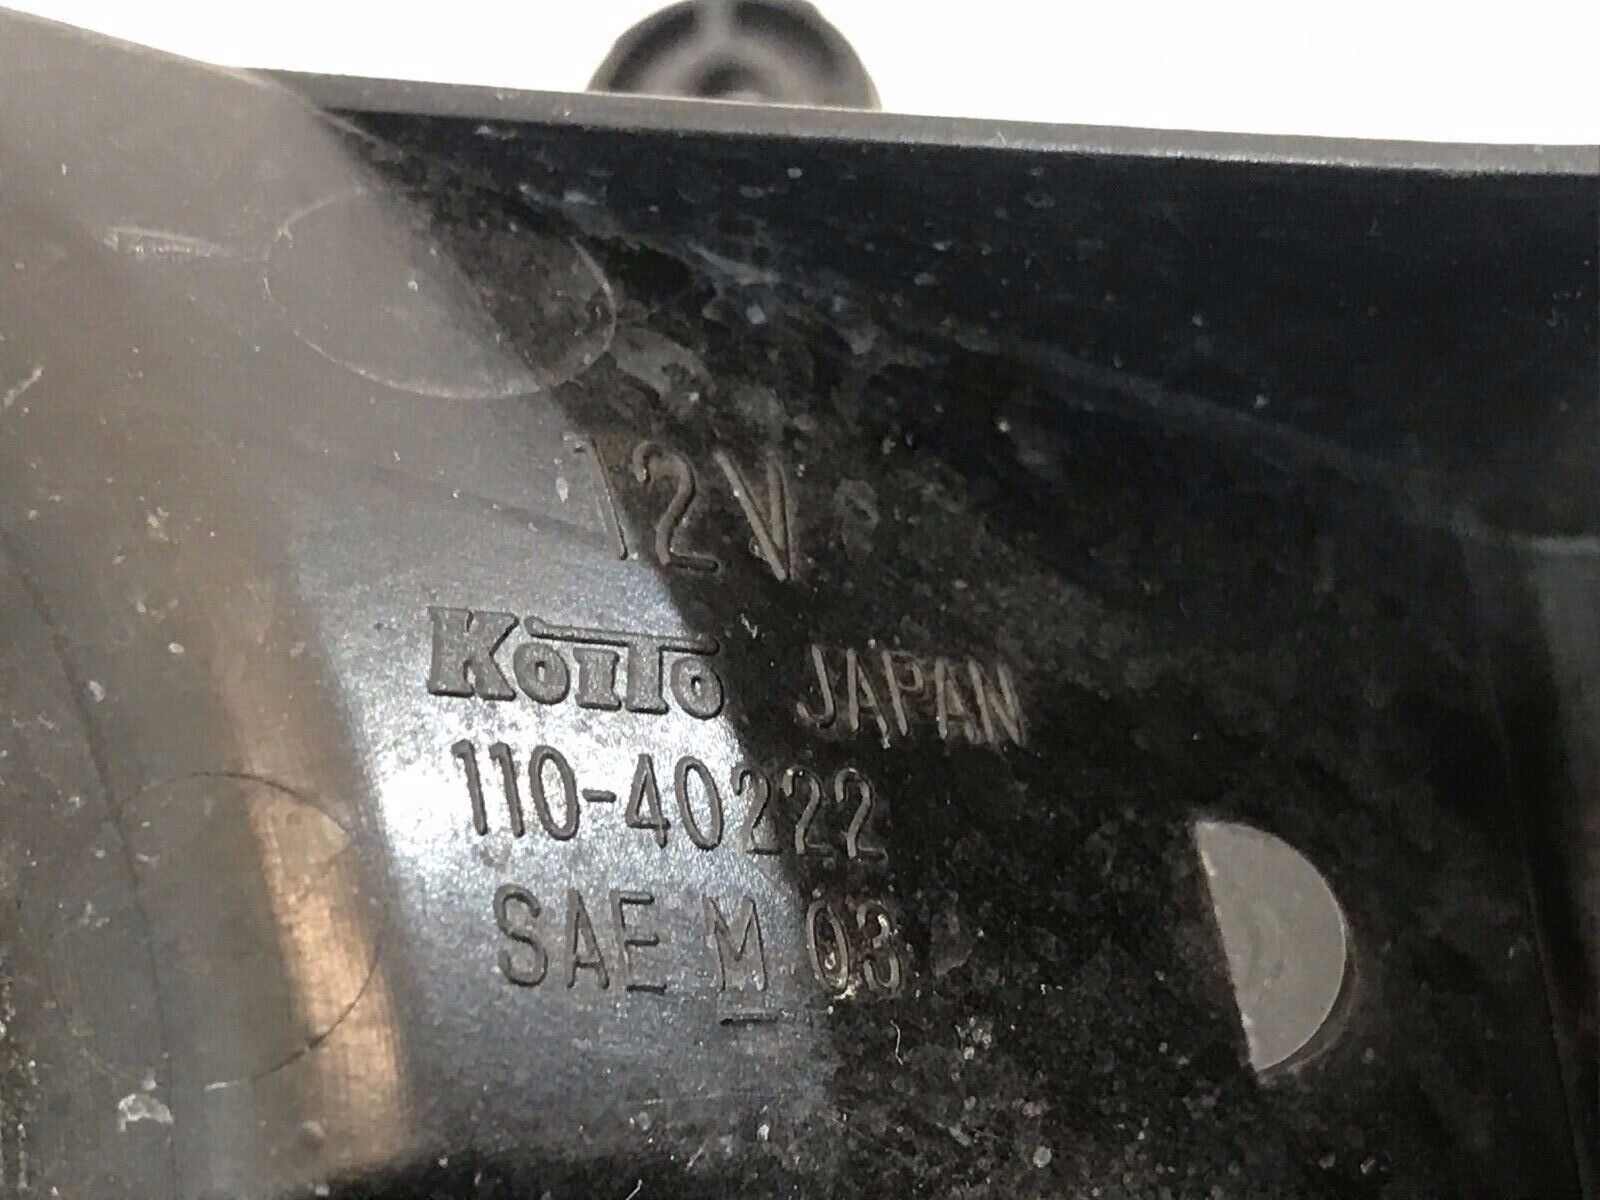 12V
KOITO JAPAN
110-40222
SAE M 03